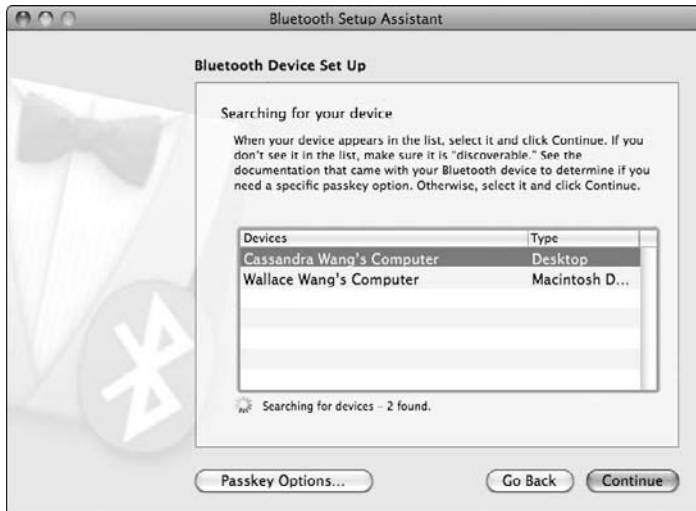 Bluetooth Setup Assistant
Bluetooth Device Set Up
Searching for your device
When your device appears in the list, select it and click Continue. If you
don't see it in the list, make sure it is "discoverable." See the
documentation that came with your Bluetooth device to determine if you
need a specific passkey option. Otherwise, select it and click Continue.
Devices Type
Cassandra Wang's Computer Desktop
Wallace Wang's Computer Macintosh D...
Searching for devices – 2 found.
Passkey Options... Go Back Continue